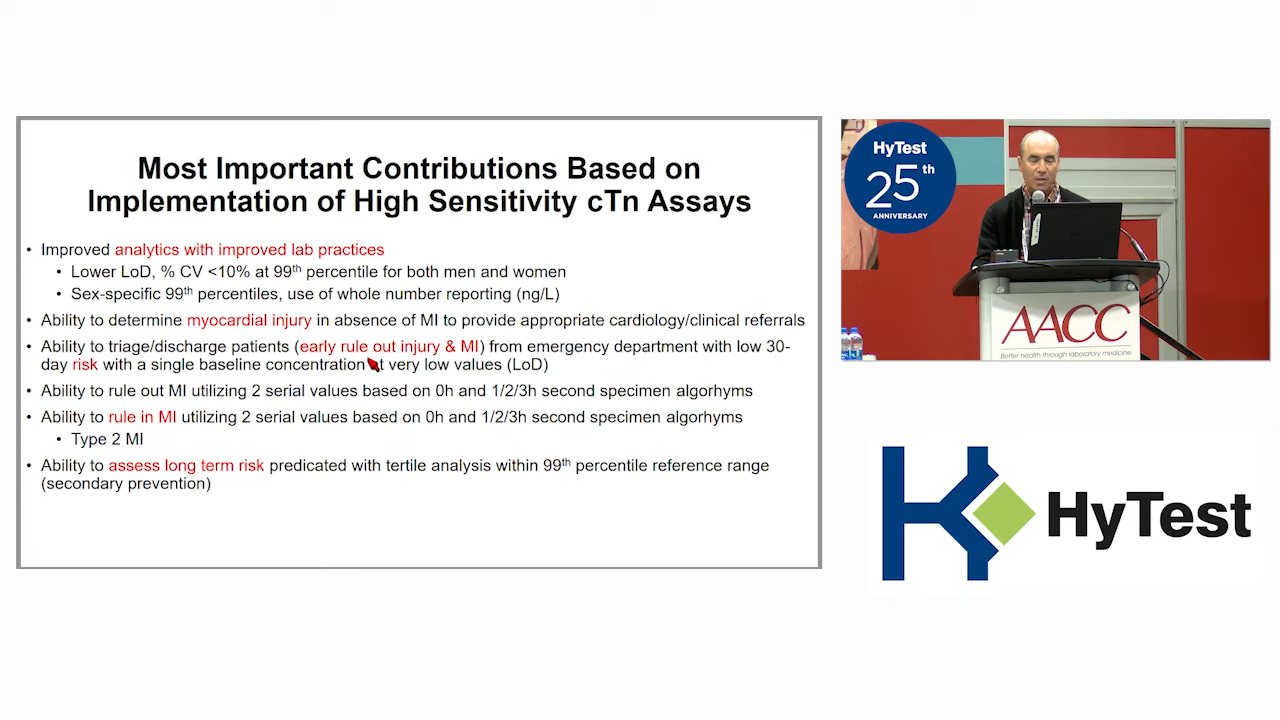 Most Important Contributions Based on
Implementation of High Sensitivity cTn Assays
• Improved analytics with improved lab practices
• Lower LoD, % CV <10% at 99th percentile for both men and women
• Sex-specific 99th percentiles, use of whole number reporting (ng/L)
• Ability to determine myocardial injury in absence of MI to provide appropriate cardiology/clinical referrals
• Ability to triage/discharge patients (early rule out injury & MI) from emergency department with low 30-
day risk with a single baseline concentration at very low values (LoD)
• Ability to rule out MI utilizing 2 serial values based on 0h and 1/2/3h second specimen algorhyms
• Ability to rule in MI utilizing 2 serial values based on 0h and 1/2/3h second specimen algorhyms
• Type 2 MI
• Ability to assess long term risk predicated with tertile analysis within 99th percentile reference range
(secondary prevention)
HyTest
25th
ANNIVERSARY
AACC
Better health through laboratory medicine.
HyTest